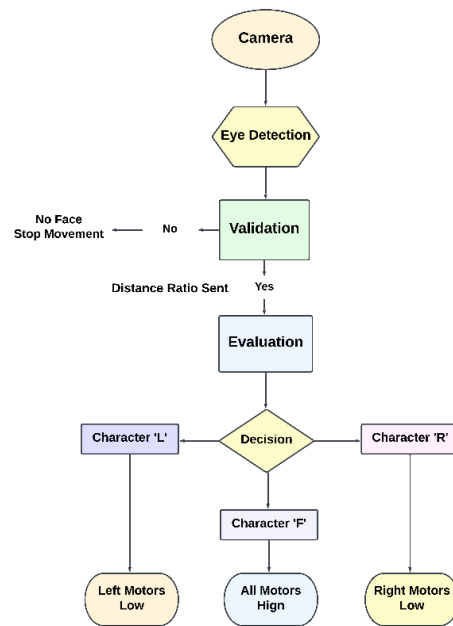 Camera
Eye Detection
Validation
No Face
Stop Movement
No
Distance Ratio Sent
Yes
Evaluation
Decision
Character 'L'
Character 'R'
Character 'F'
Left Motors
Low
All Motors
Hign
Right Motors
Low